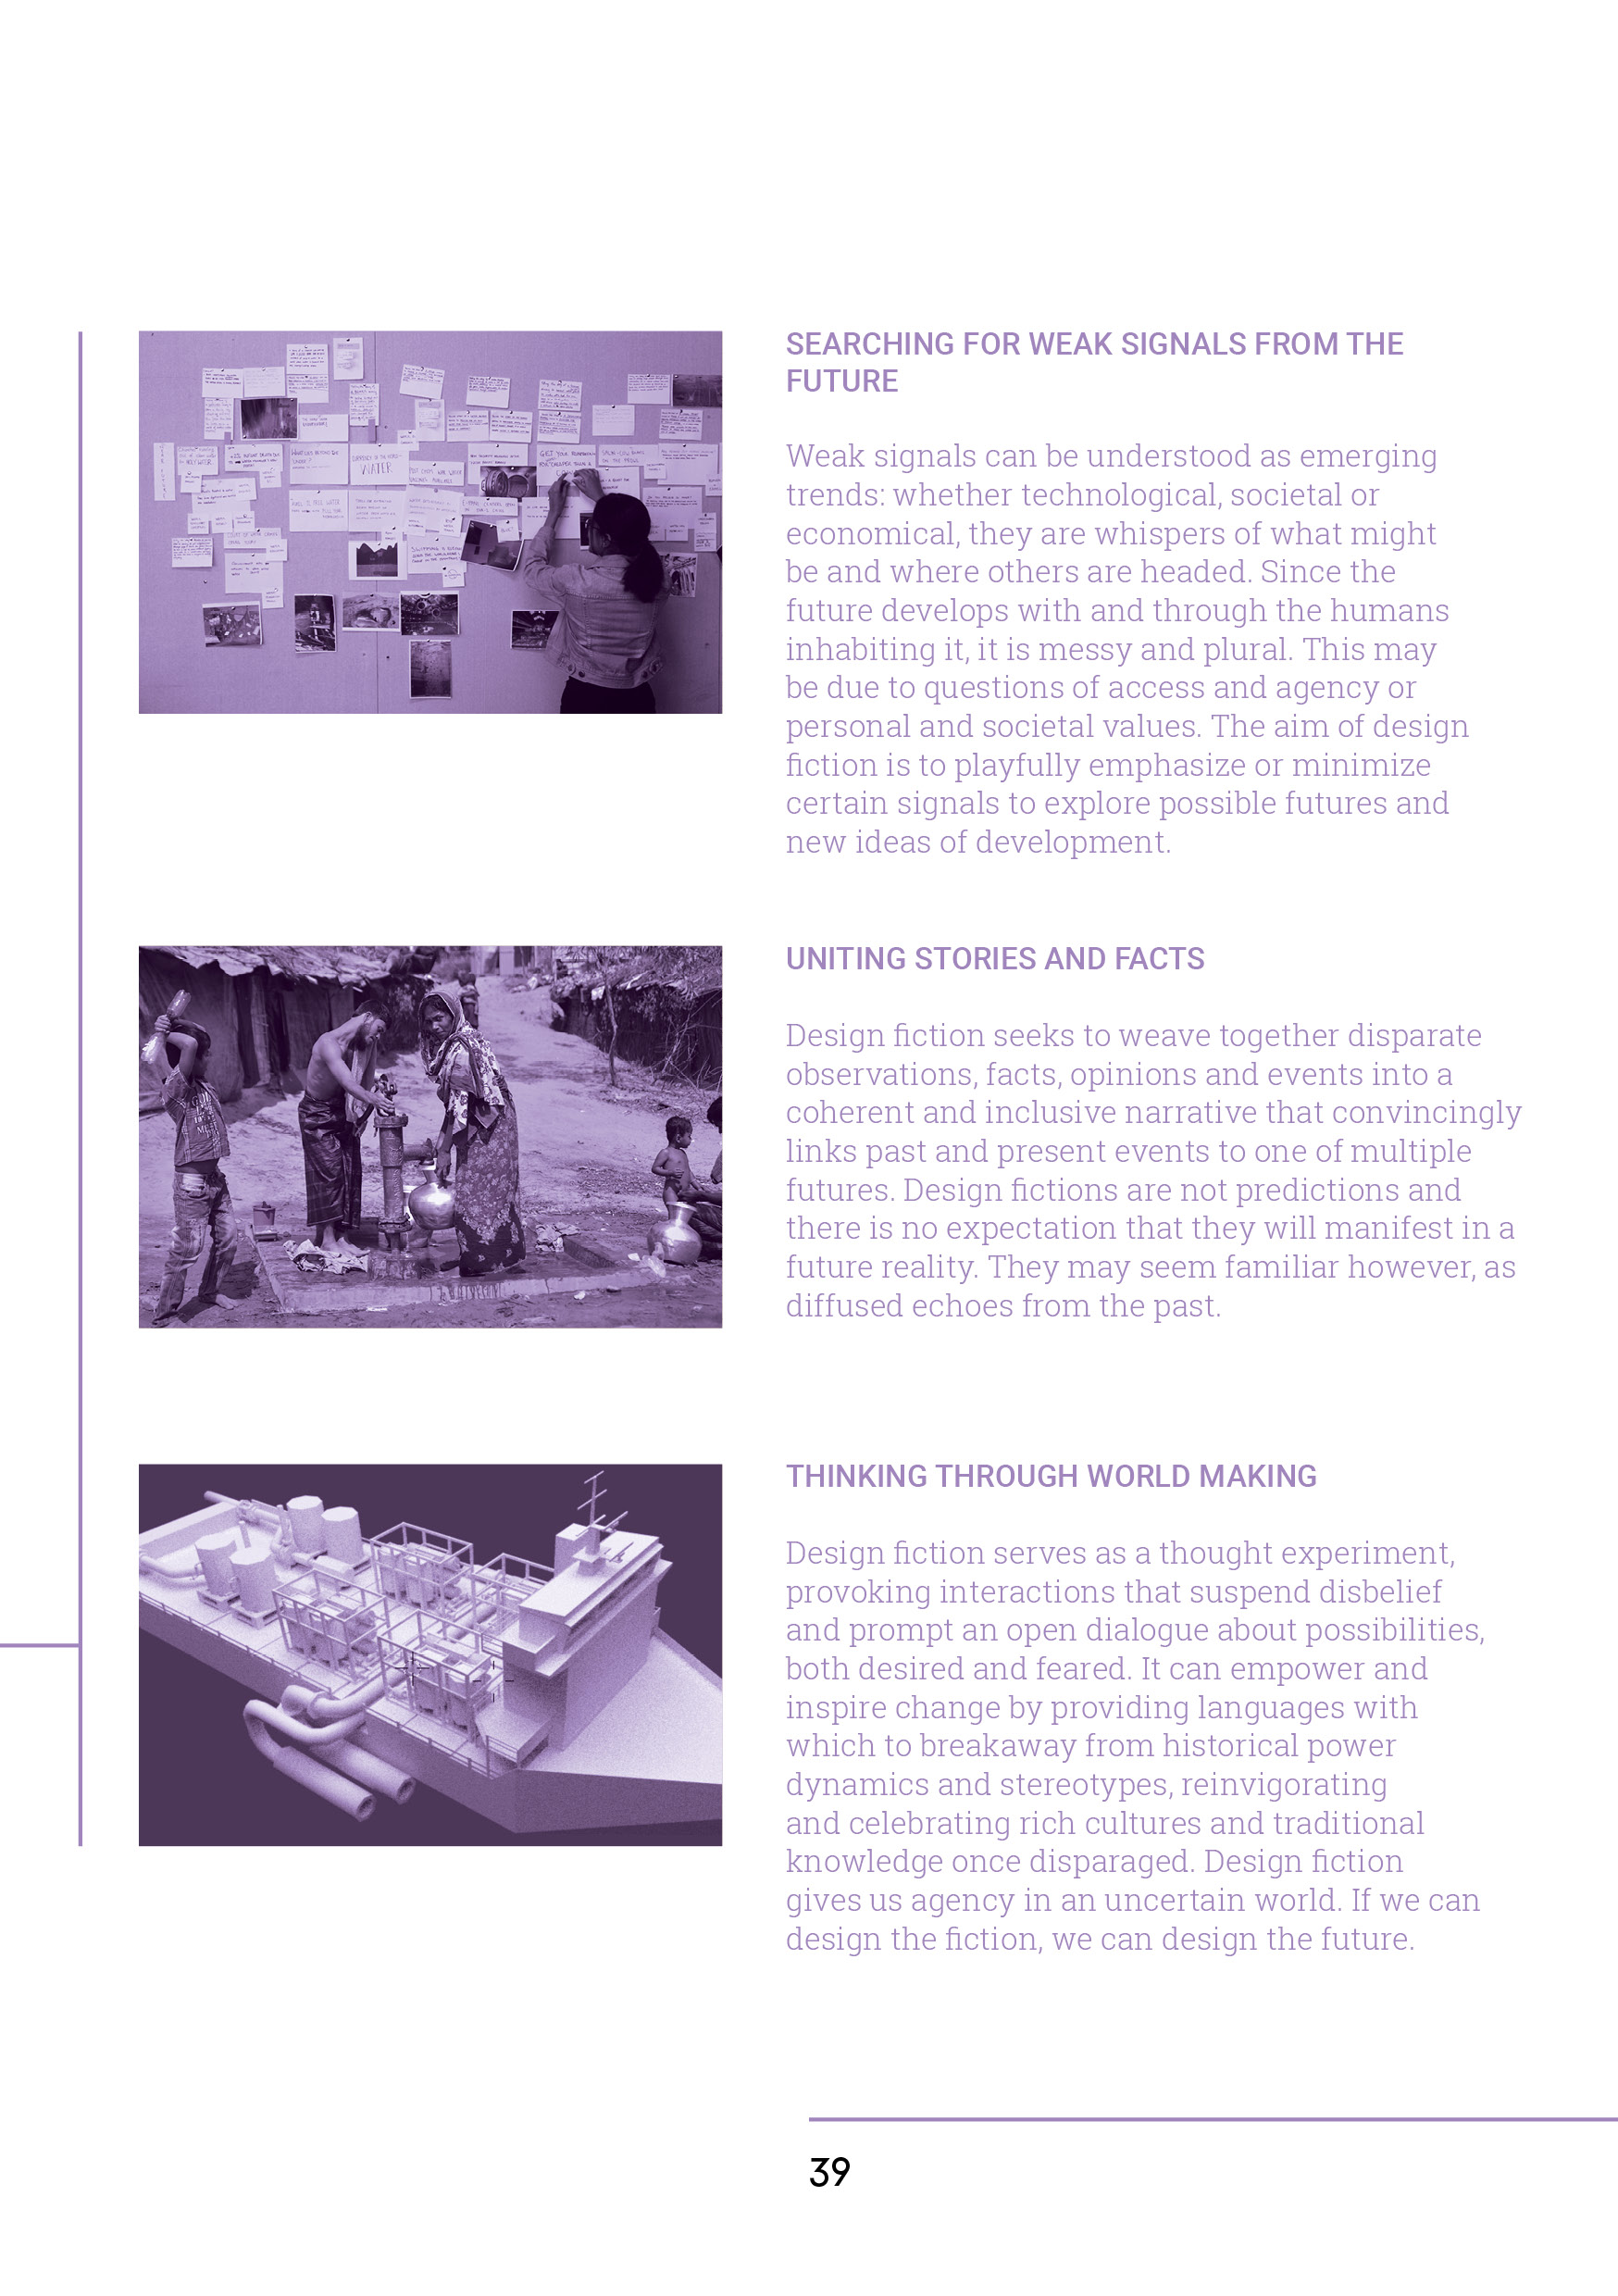 SEARCHING FOR WEAK SIGNALS FROM THE
FUTURE
Weak signals can be understood as emerging
trends: whether technological, societal or
economical, they are whispers of what might
be and where others are headed. Since the
future develops with and through the humans
inhabiting it, it is messy and plural. This may
be due to questions of access and agency or
personal and societal values. The aim of design
fiction is to playfully emphasize or minimize
certain signals to explore possible futures and
new ideas of development.
WATER
UNITING STORIES AND FACTS
Design fiction seeks to weave together disparate
observations, facts, opinions and events into a
coherent and inclusive narrative that convincingly
links past and present events to one of multiple
futures. Design fictions are not predictions and
there is no expectation that they will manifest in a
future reality. They may seem familiar however, as
diffused echoes from the past.
THINKING THROUGH WORLD MAKING
Design fiction serves as a thought experiment,
provoking interactions that suspend disbelief
and prompt an open dialogue about possibilities,
both desired and feared. It can empower and
inspire change by providing languages with
which to breakaway from historical power
dynamics and stereotypes, reinvigorating
and celebrating rich cultures and traditional
knowledge once disparaged. Design fiction
gives us agency in an uncertain world. If we can
design the fiction, we can design the future.
39